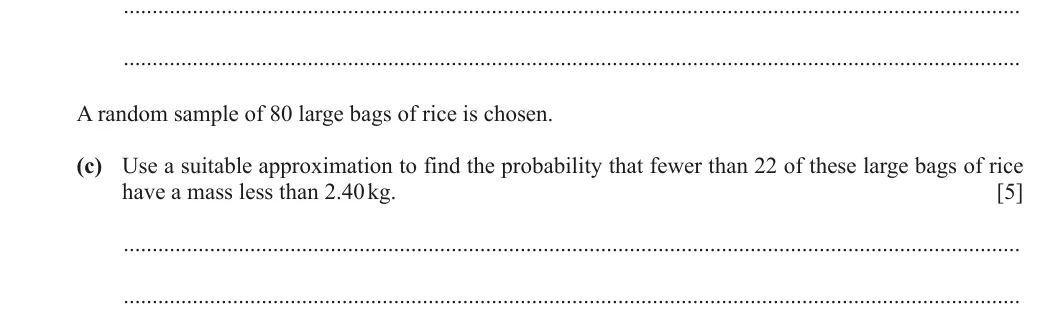 A random sample of 80 large bags of rice is chosen.
(c) Use a suitable approximation to find the probability that fewer than 22 of these large bags of rice
have a mass less than 2.40 kg. [5]